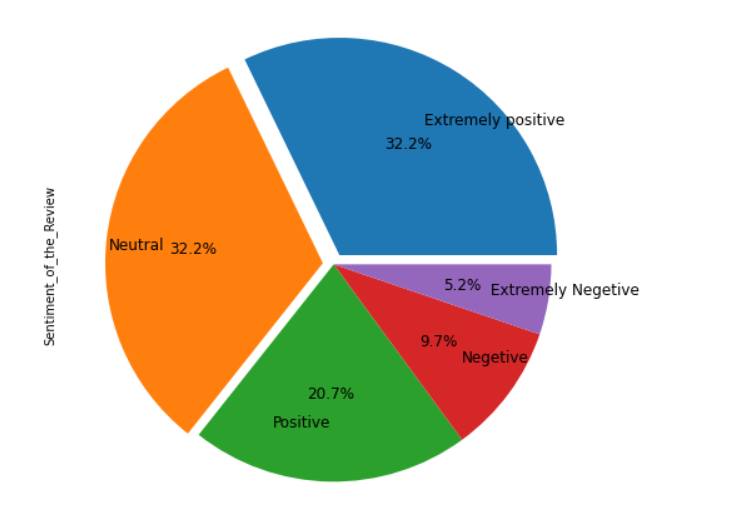 Extremely positive
32.2%
Sentiment_of_the_Review
Neutral 32.2%
5.2% Extremely Negetive
9.7%
Negetive
20.7%
Positive